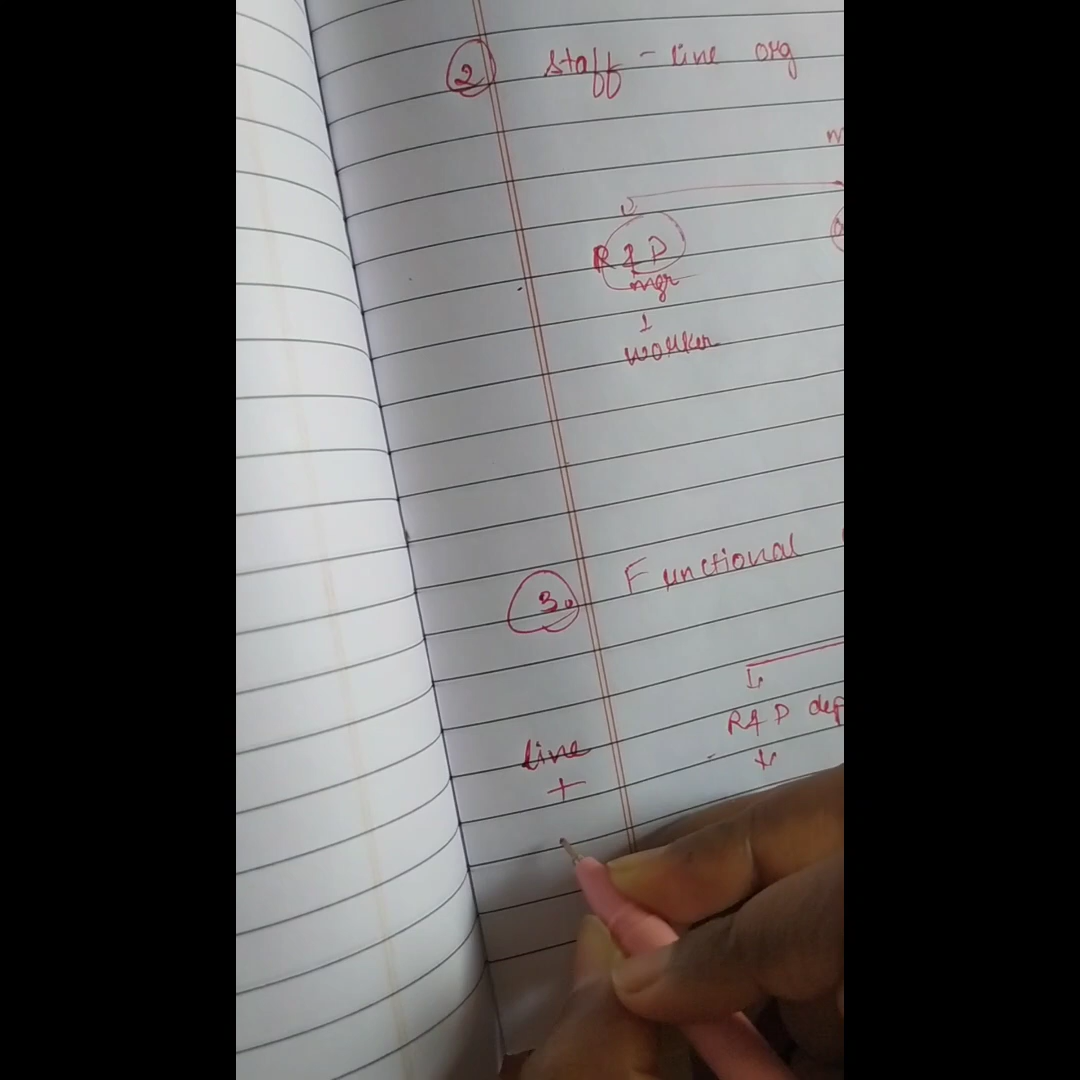 2 staff - line org
R & D
mgr
worker
3. Functional
R & D dep
line
+